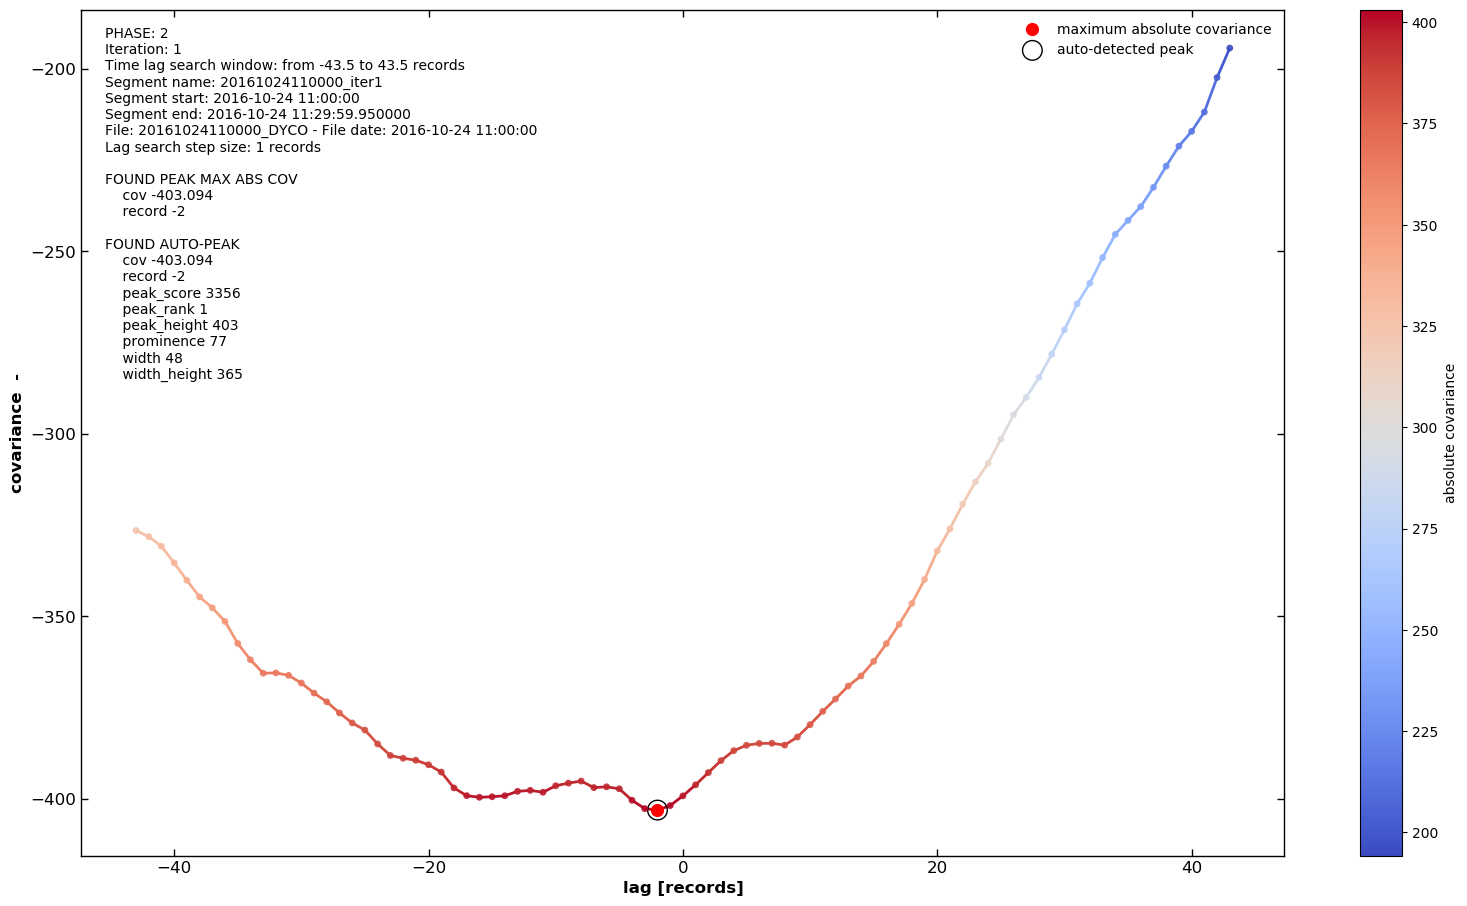 PHASE: 2
Iteration: 1
Time lag search window: from -43.5 to 43.5 records
Segment name: 20161024110000_iter1
Segment start: 2016-10-24 11:00:00
Segment end: 2016-10-24 11:29:59.950000
File: 20161024110000_DYCO - File date: 2016-10-24 11:00:00
Lag search step size: 1 records
FOUND PEAK MAX ABS COV
cov -403.094
record -2
FOUND AUTO-PEAK
cov -403.094
record -2
peak_score 3356
peak_rank 1
peak_height 403
prominence 77
width 48
width_height 365
maximum absolute covariance
auto-detected peak
−200
−250
−300
−350
−400
covariance -
−40
−20
0
20
40
lag [records]
400
375
350
325
300
275
250
225
200
absolute covariance